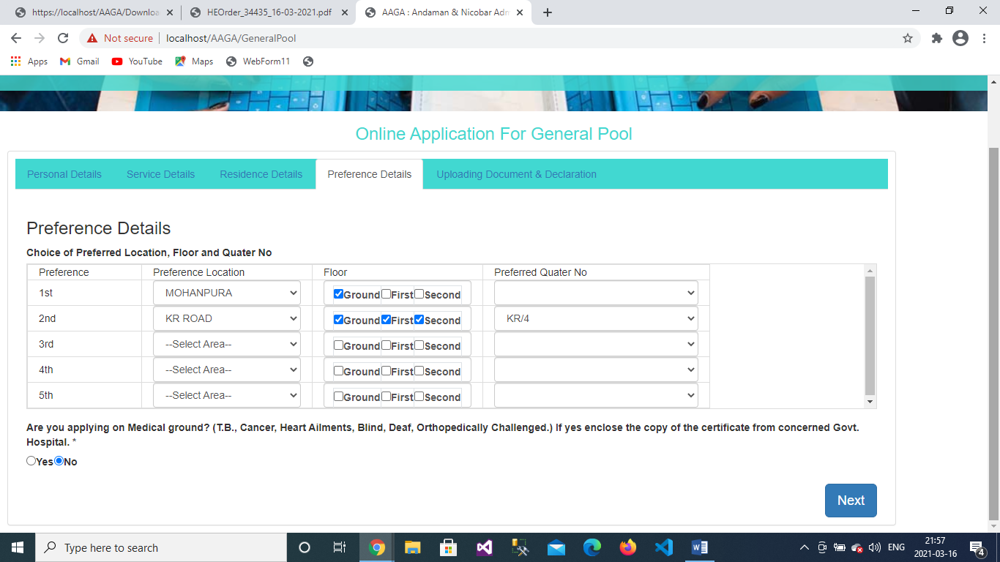 https://localhost/AAGA/Downloa
HEOrder_34435_16-03-2021.pdf
AAGA : Andaman & Nicobar Adm
Not secure localhost/AAGA/GeneralPool
Apps Gmail YouTube Maps WebForm11
Online Application For General Pool
Personal Details Service Details Residence Details Preference Details Uploading Document & Declaration
Preference Details
Choice of Preferred Location, Floor and Quater No
Preference Preference Location Floor Preferred Quater No
1st MOHANPURA Ground First Second
2nd KR ROAD Ground First Second KR/4
3rd --Select Area-- Ground First Second
4th --Select Area-- Ground First Second
5th --Select Area-- Ground First Second
Are you applying on Medical ground? (T.B., Cancer, Heart Ailments, Blind, Deaf, Orthopedically Challenged.) If yes enclose the copy of the certificate from concerned Govt.
Hospital. *
Yes No
Next
Type here to search
ENG
21:57
2021-03-16
4